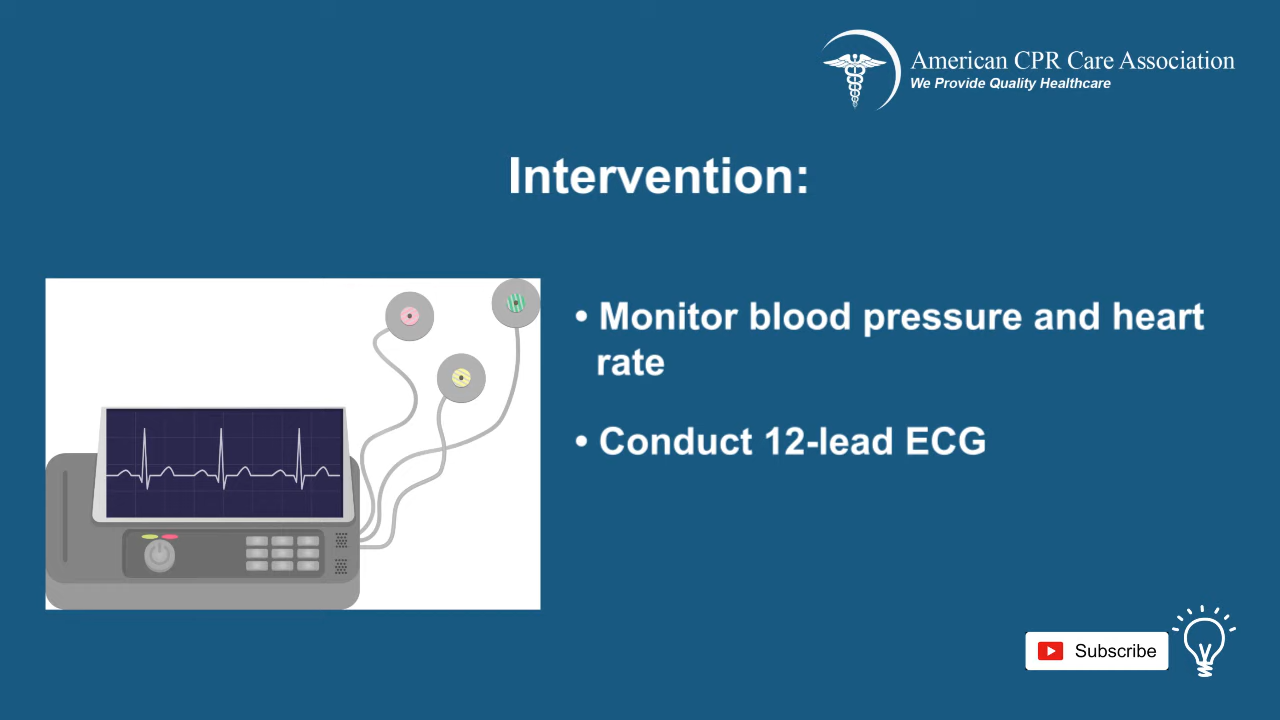 American CPR Care Association
We Provide Quality Healthcare
Intervention:
• Monitor blood pressure and heart
rate
• Conduct 12-lead ECG
Subscribe